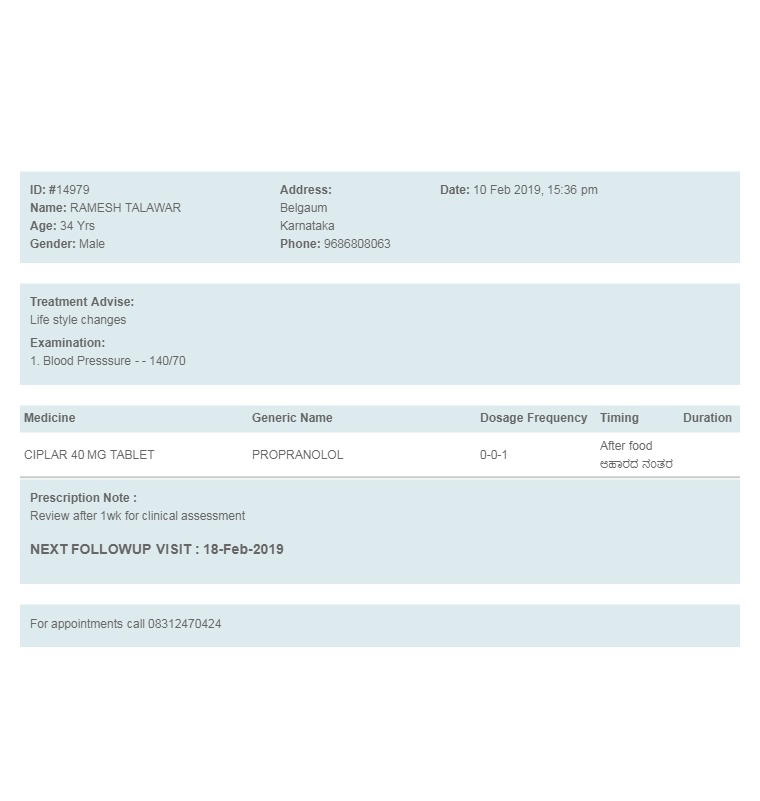 ID: #14979
Name: RAMESH TALAWAR
Age: 34 Yrs
Gender: Male
Address:
Belgaum
Karnataka
Phone: 9686808063
Date: 10 Feb 2019, 15:36 pm
Treatment Advise:
Life style changes
Examination:
1. Blood Presssure - - 140/70
Medicine Generic Name Dosage Frequency Timing Duration
CIPLAR 40 MG TABLET PROPRANOLOL 0-0-1 After food
ಆಹಾರದ ನಂತರ
Prescription Note :
Review after 1wk for clinical assessment
NEXT FOLLOWUP VISIT : 18-Feb-2019
For appointments call 08312470424